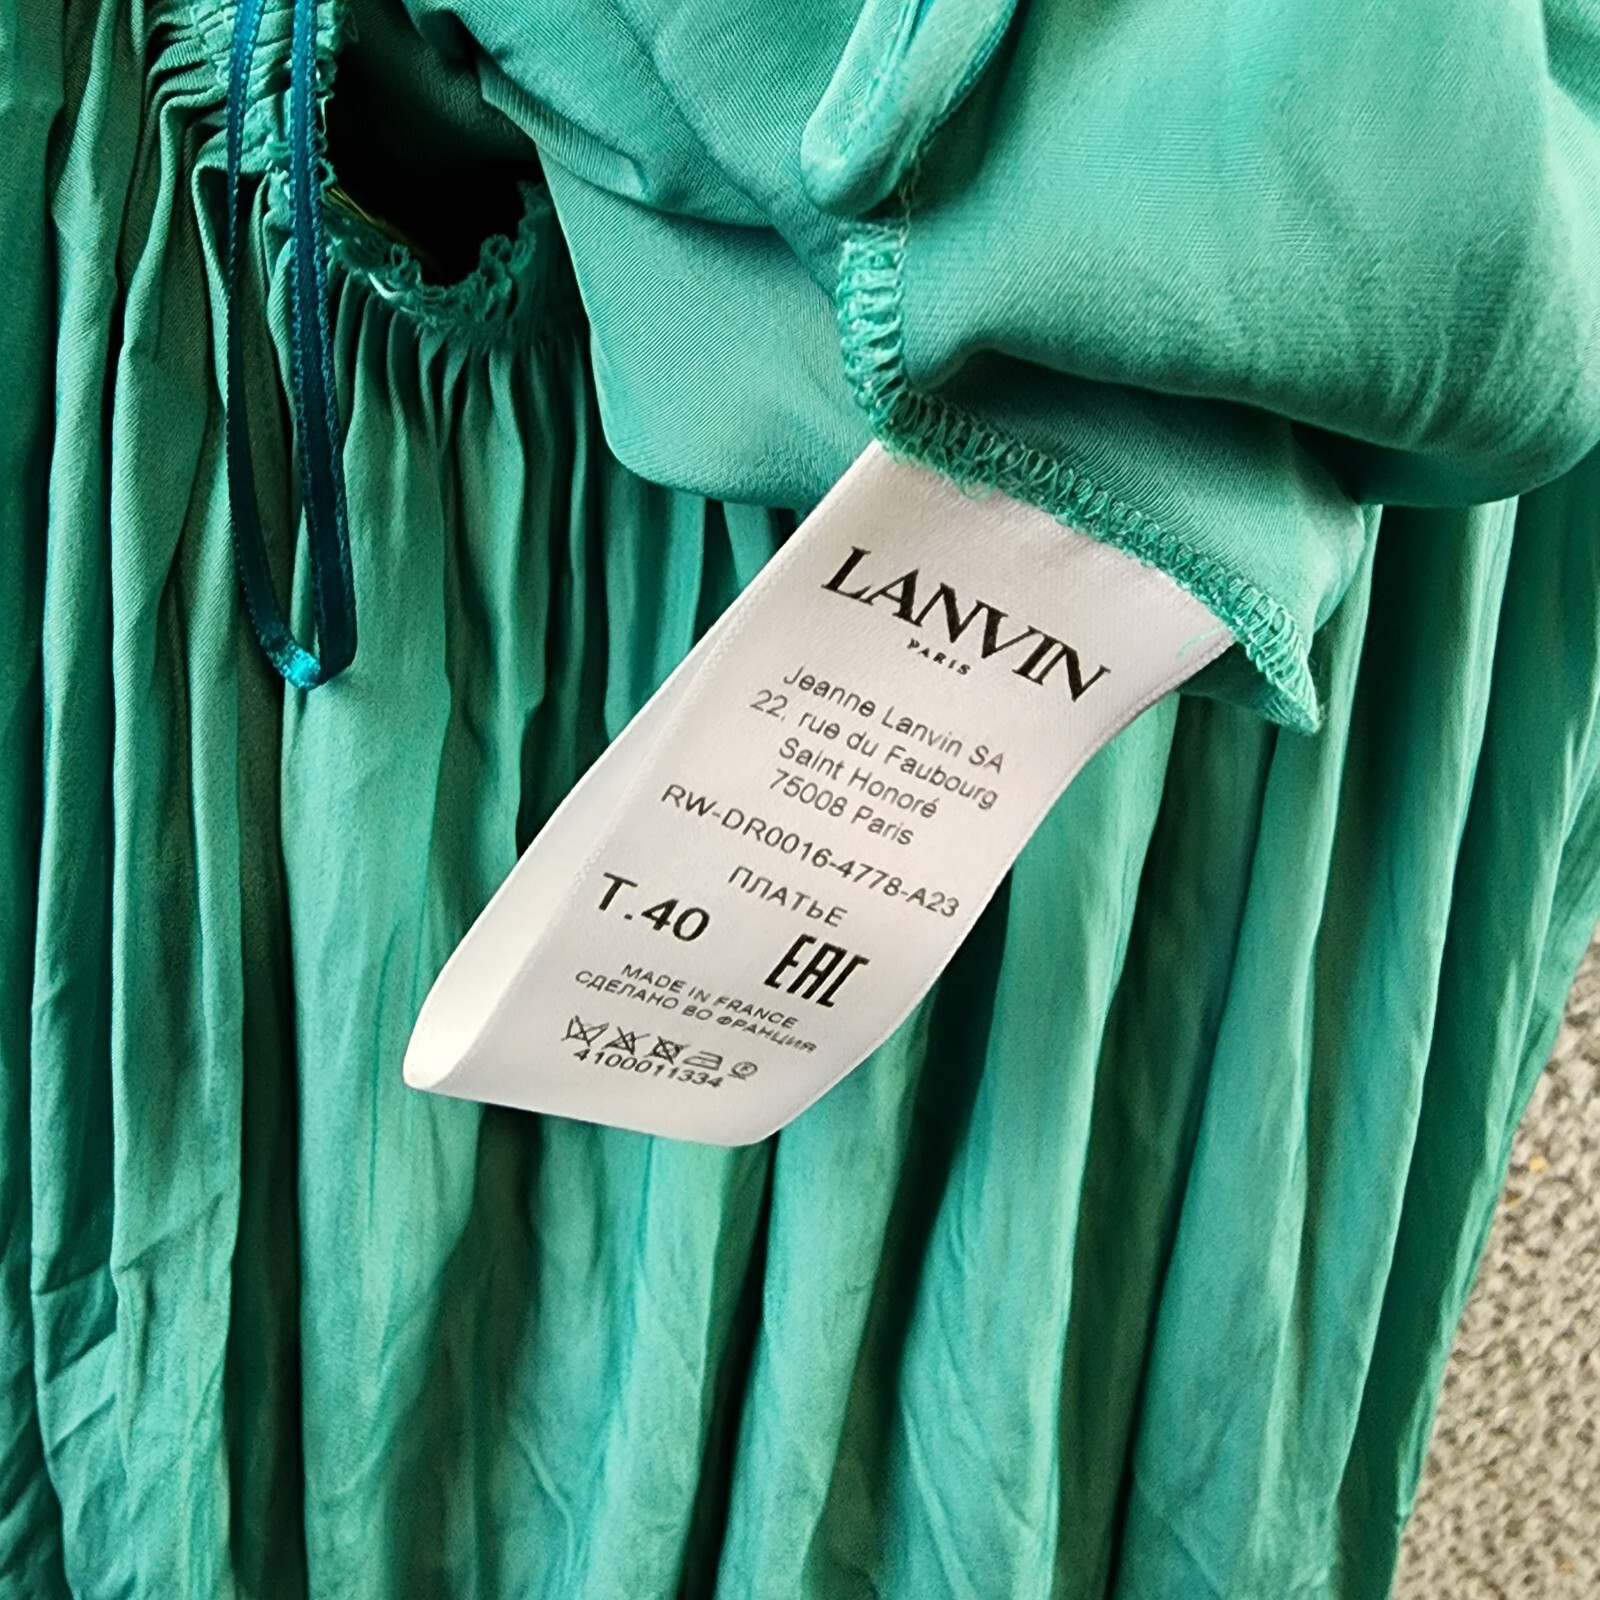 LANVIN
PARIS
Jeanne Lanvin SA
22, rue du Faubourg
Saint Honoré
75008 Paris
RW-DR0016-4778-A23
ПЛАТЬЕ
T.40
EAC
MADE IN FRANCE
СДЕЛАНО ВО ФРАНЦИЯ
4100011334